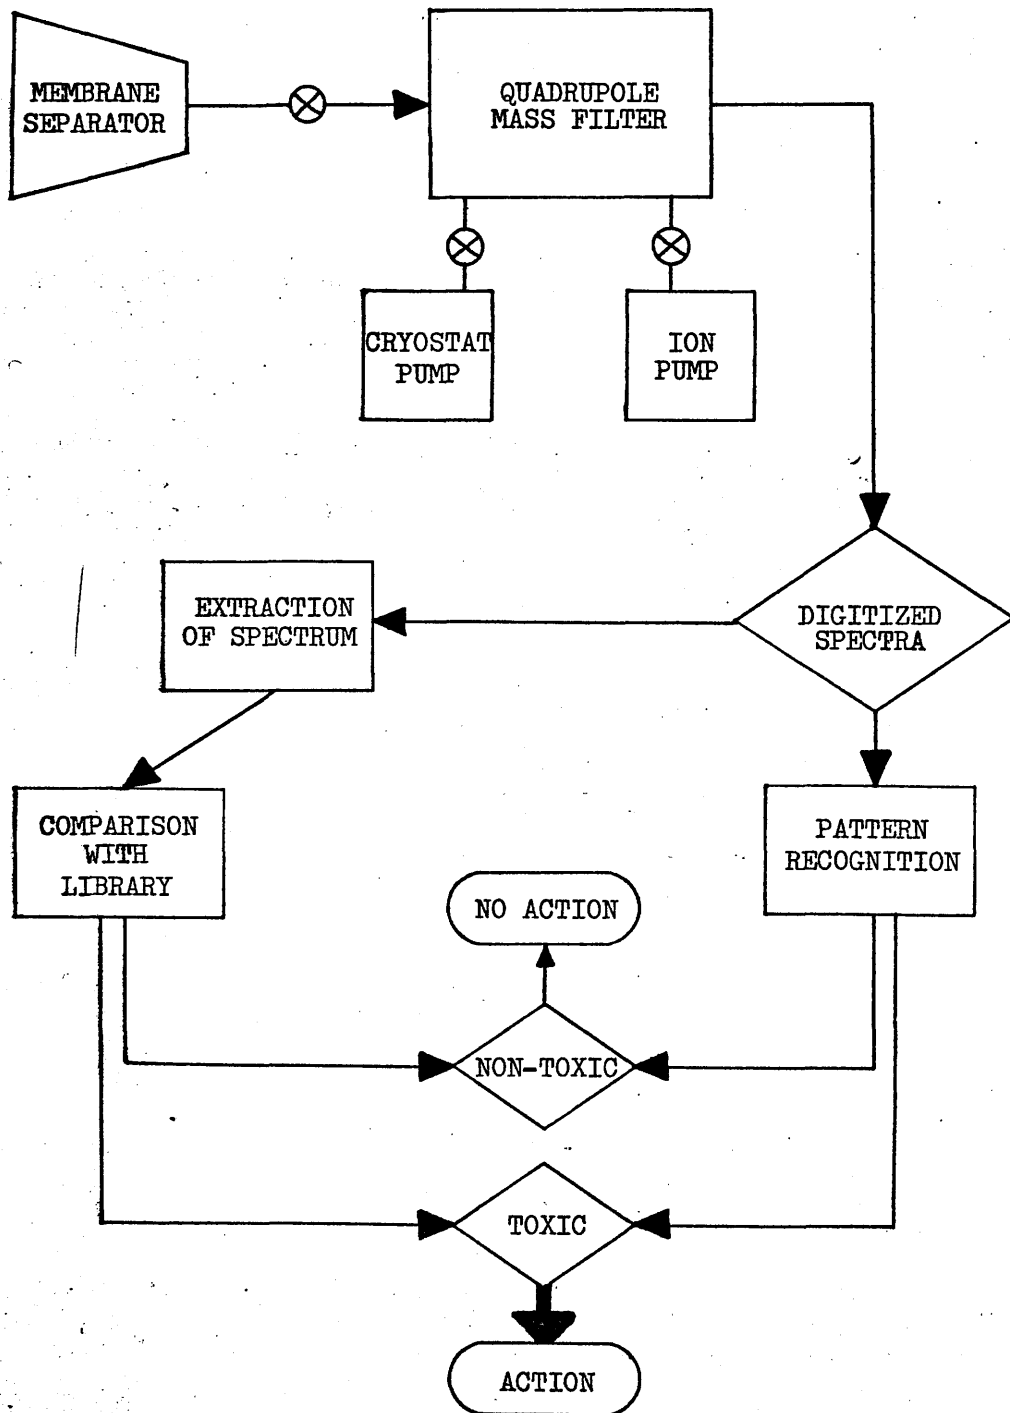 MEMBRANE
SEPARATOR
QUADRUPOLE
MASS FILTER
CRYOSTAT
PUMP
ION
PUMP
DIGITIZED
SPECTRA
EXTRACTION
OF SPECTRUM
COMPARISON
WITH
LIBRARY
PATTERN
RECOGNITION
NO ACTION
NON-TOXIC
TOXIC
ACTION